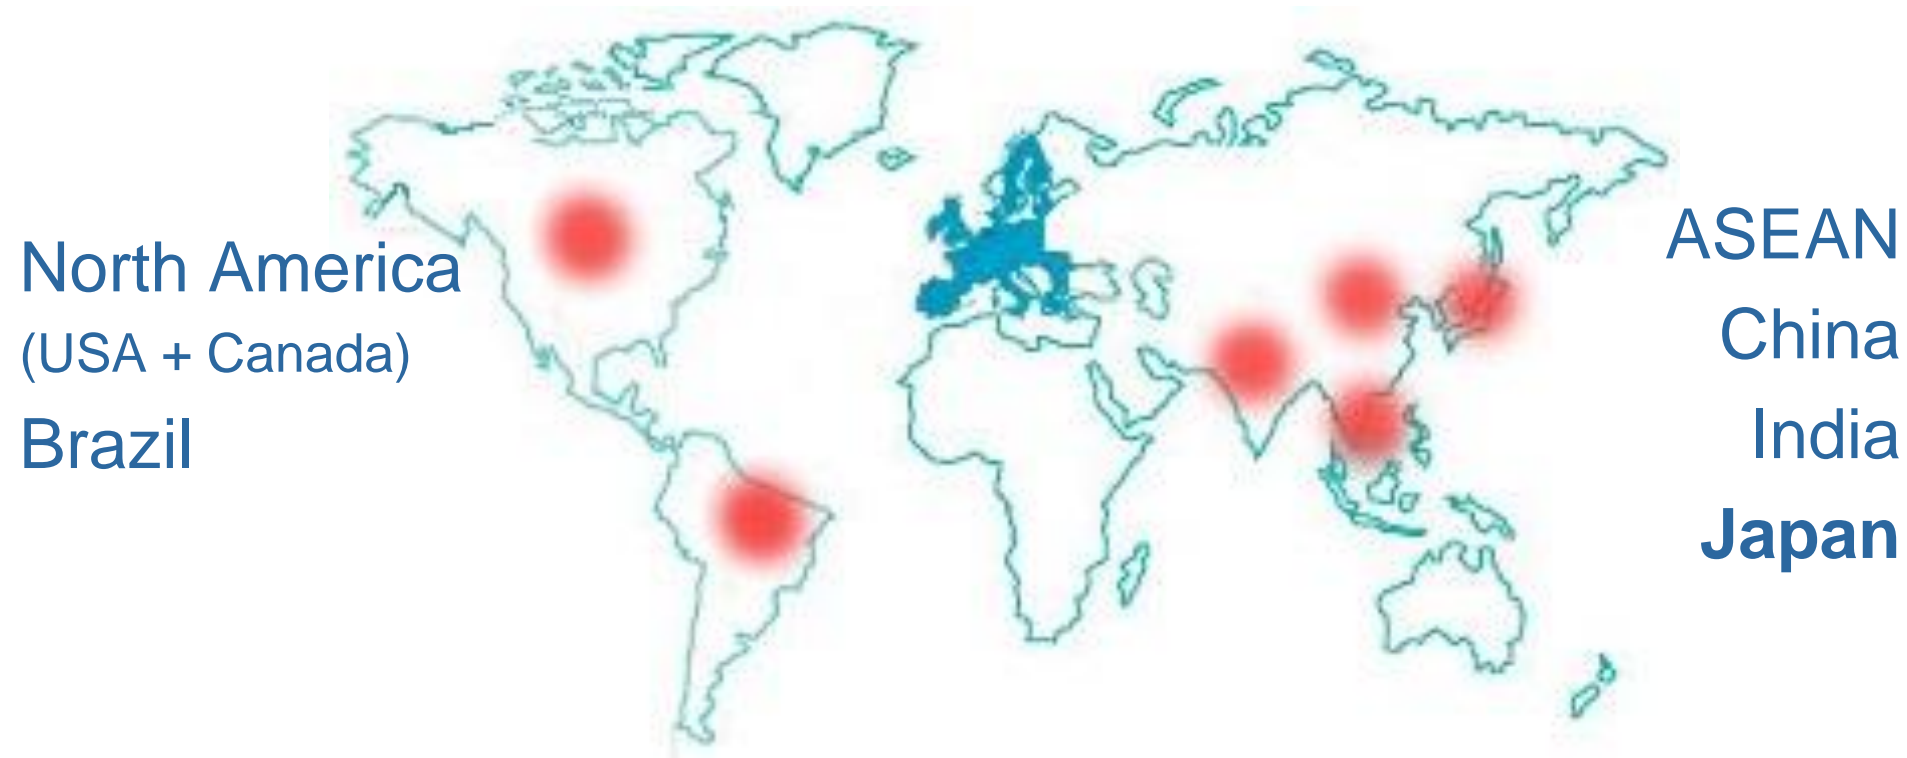 North America
(USA + Canada)
Brazil
ASEAN
China
India
Japan